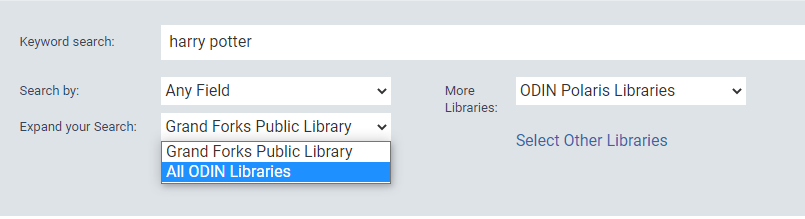 Keyword search: harry potter
Search by: Any Field More Libraries: ODIN Polaris Libraries
Expand your Search: Grand Forks Public Library
Grand Forks Public Library
All ODIN Libraries
Select Other Libraries